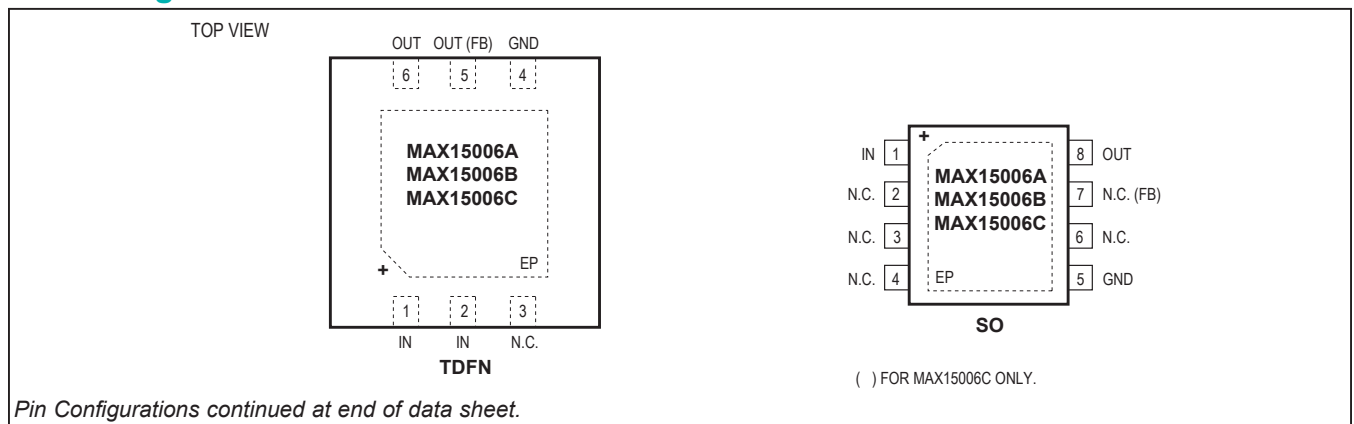 TOP VIEW
OUT OUT (FB) GND
6 5 4
MAX15006A
MAX15006B
MAX15006C
+
EP
1 2 3
IN IN N.C.
TDFN
+
IN 1
N.C. 2
N.C. 3
N.C. 4
MAX15006A
MAX15006B
MAX15006C
EP
8 OUT
7 N.C. (FB)
6 N.C.
5 GND
SO
( ) FOR MAX15006C ONLY.
Pin Configurations continued at end of data sheet.